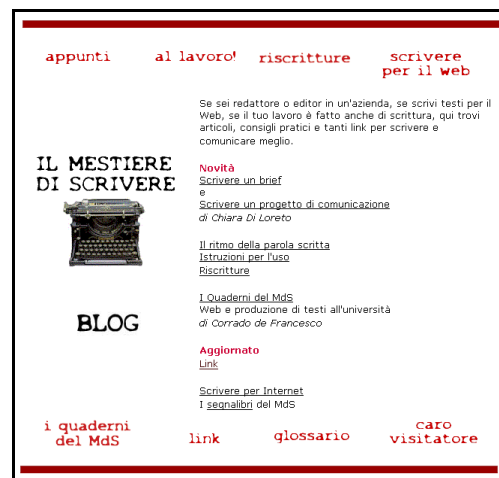 appunti
al lavoro!
riscritture
scrivere
per il web
Se sei redattore o editor in un'azienda, se scrivi testi per il
Web, se il tuo lavoro è fatto anche di scrittura, qui trovi
articoli, consigli pratici e tanti link per scrivere e
comunicare meglio.
IL MESTIERE
DI SCRIVERE
BLOG
Novità
Scrivere un brief
e
Scrivere un progetto di comunicazione
di Chiara Di Loreto
Il ritmo della parola scritta
Istruzioni per l'uso
Riscritture
I Quaderni del MdS
Web e produzione di testi all'università
di Corrado de Francesco
Aggiornato
Link
Scrivere per Internet
I segnalibri del MdS
i quaderni
del MdS
link
glossario
caro
visitatore